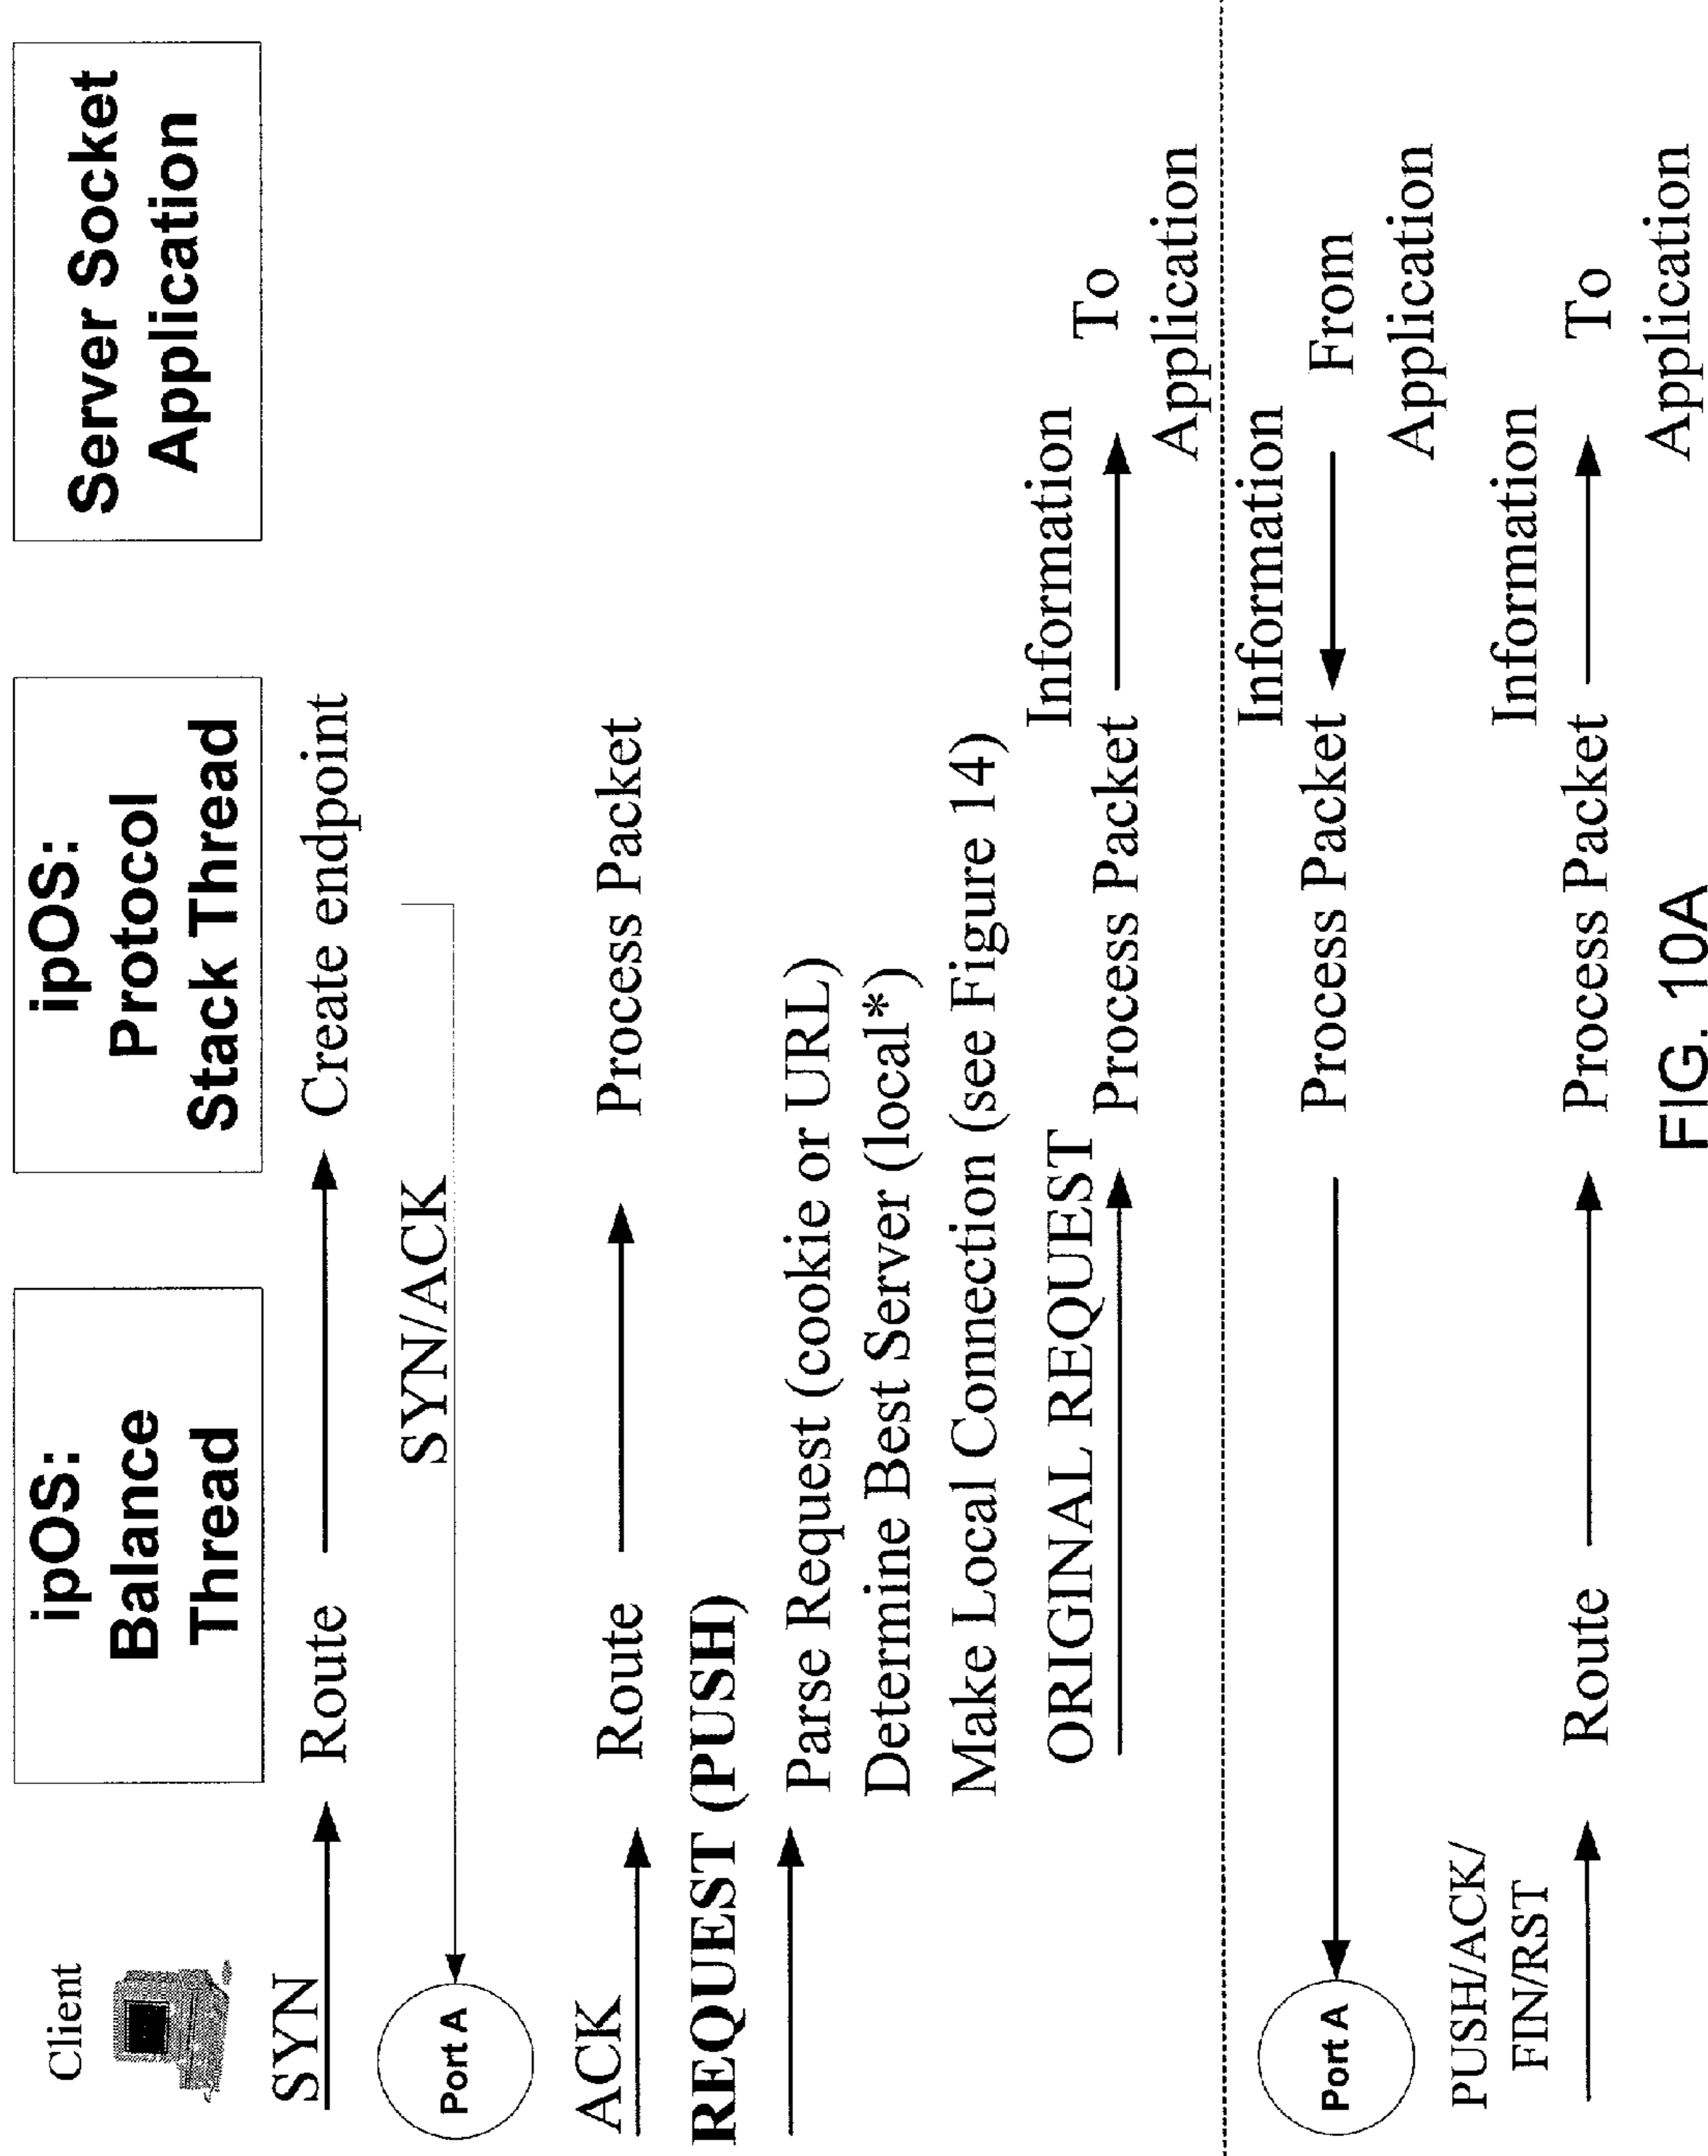 Client
ipOS:
Balance
Thread
ipOS:
Protocol
Stack Thread
Server Socket
Application
SYN
Route
Create endpoint
SYN/ACK
Port A
ACK
Route
Process Packet
REQUEST (PUSH)
Parse Request (cookie or URL)
Determine Best Server (local*)
Make Local Connection (see Figure 14)
ORIGINAL REQUEST
Process Packet
Information
To
Application
Port A
Process Packet
Information
From
Application
PUSH/ACK/
FIN/RST
Route
Process Packet
Information
To
Application
FIG. 10A